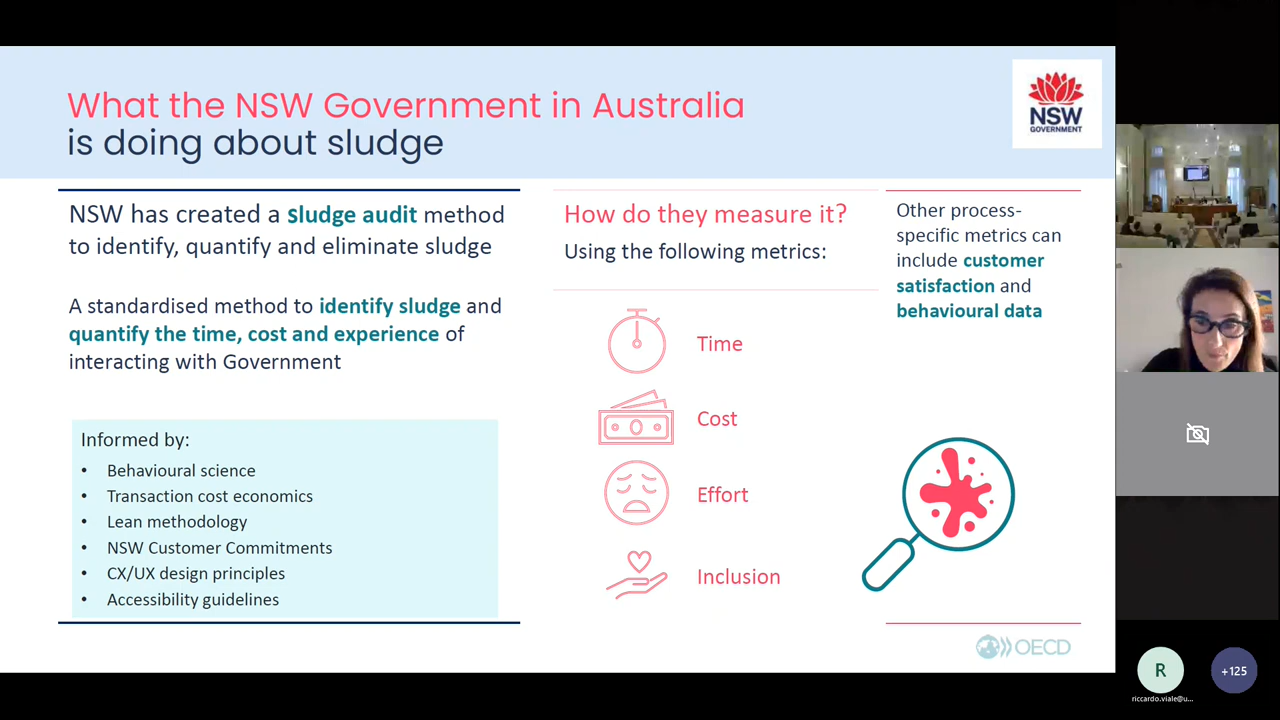 What the NSW Government in Australia
is doing about sludge
NSW
GOVERNMENT
NSW has created a sludge audit method
to identify, quantify and eliminate sludge
A standardised method to identify sludge and
quantify the time, cost and experience of
interacting with Government
Informed by:
• Behavioural science
• Transaction cost economics
• Lean methodology
• NSW Customer Commitments
• CX/UX design principles
• Accessibility guidelines
How do they measure it?
Using the following metrics:
Time
Cost
Effort
Inclusion
Other process-
specific metrics can
include customer
satisfaction and
behavioural data
OECD
R
+125
riccardo.viale@u...